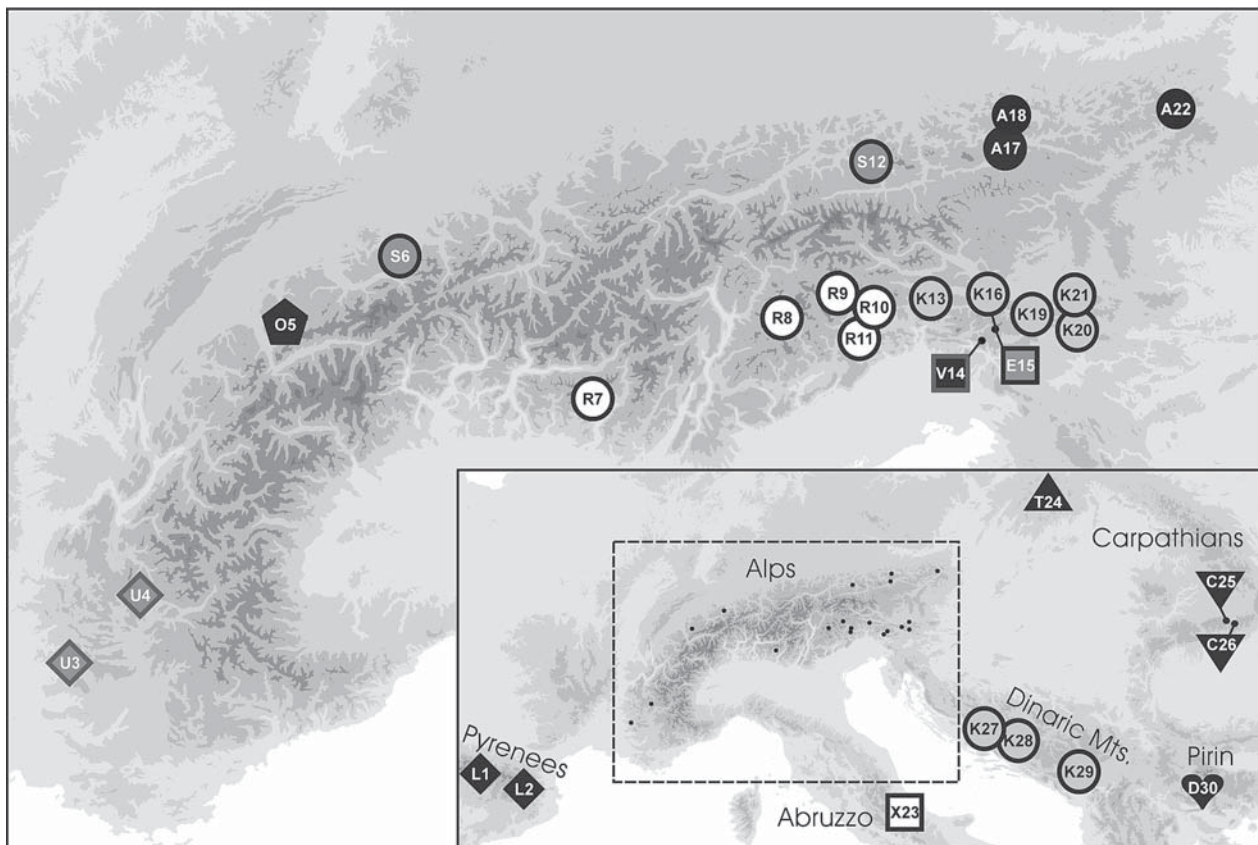 A18
A22
A17
S12
S6
R9
K16
K21
K13
R10
R8
K19
O5
K20
R11
E15
V14
R7
T24
Carpathians
Alps
C25
U4
C26
U3
Dinaric Mts.
K27
K28
Pyrenees
Pirin
L1
K29
L2
D30
Abruzzo
X23